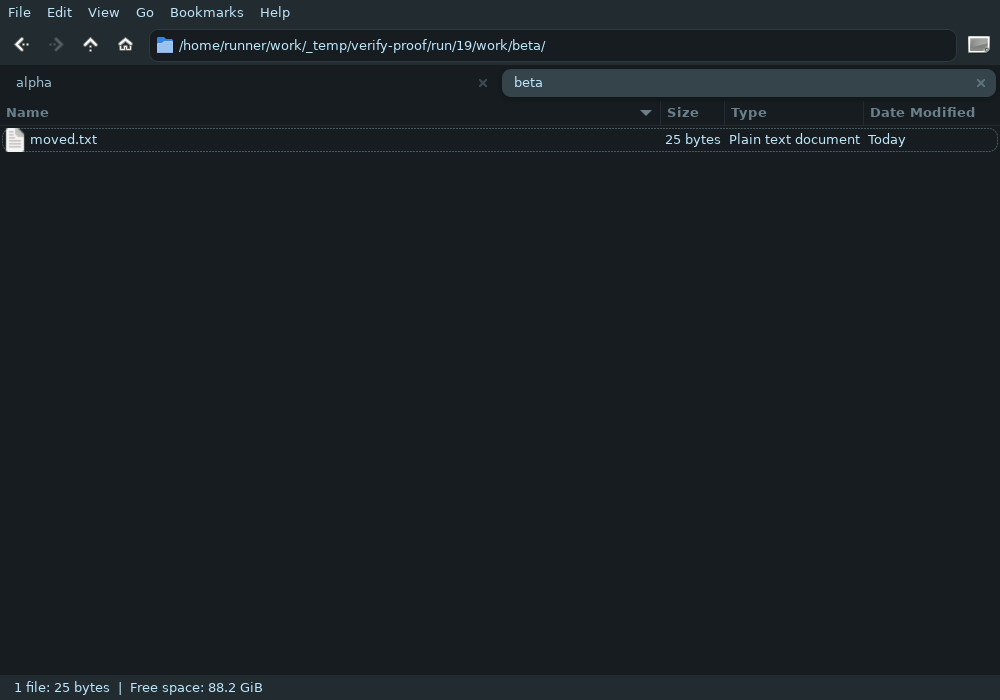 File Edit View Go Bookmarks Help
/home/runner/work/_temp/verify-proof/run/19/work/beta/
alpha beta
Name Size Type Date Modified
moved.txt 25 bytes Plain text document Today
1 file: 25 bytes | Free space: 88.2 GiB